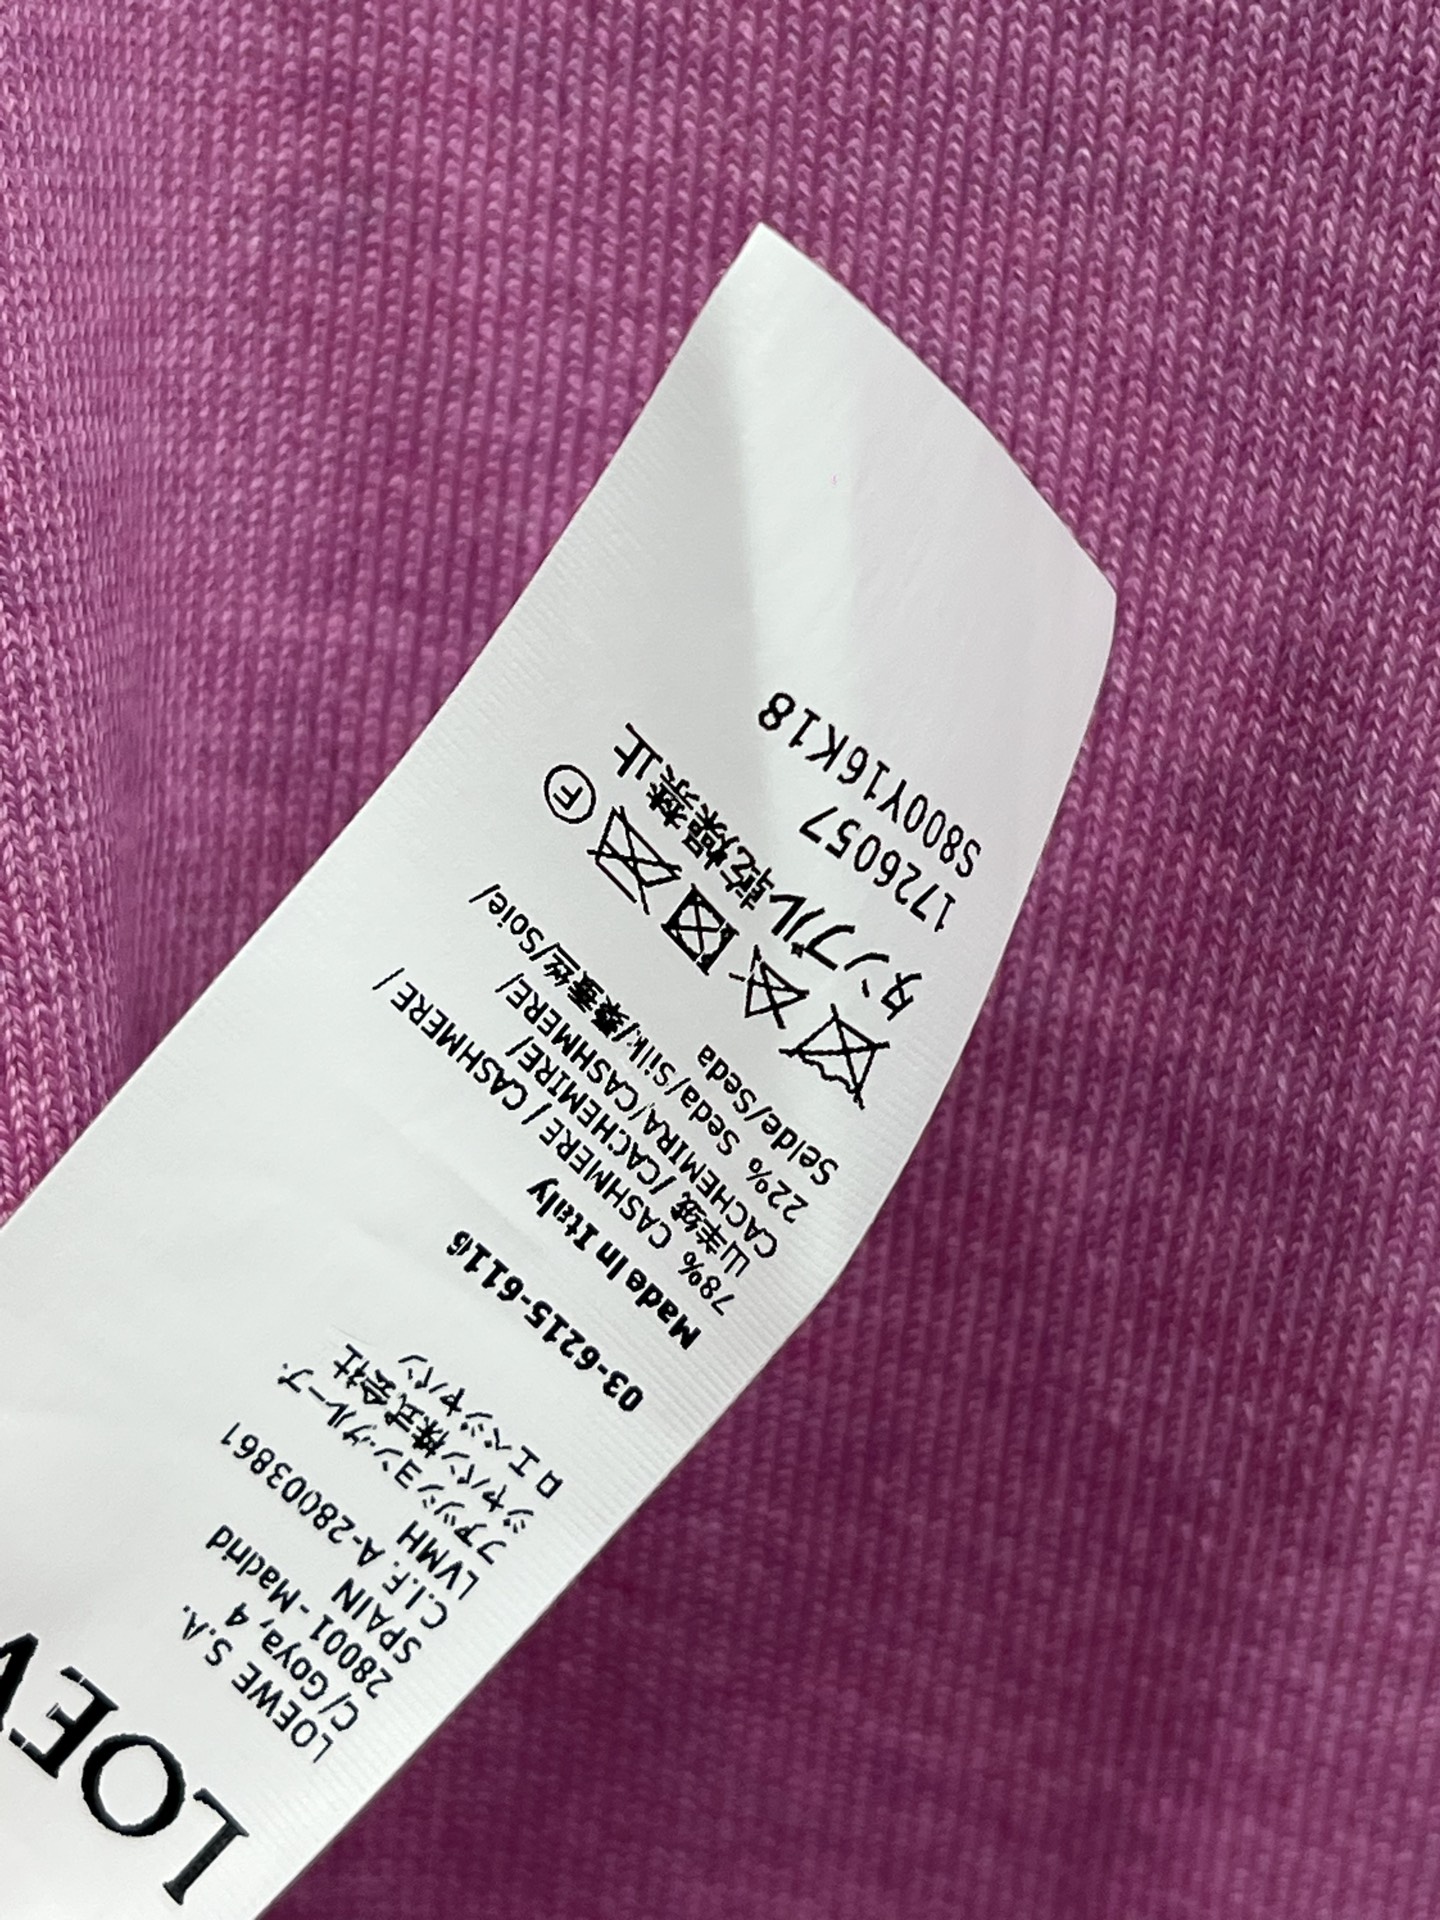 LOEW
LOEWE S.A.
C/Goya, 4
28001 - Madrid
SPAIN
C.I.F. A-28003861
LVMH
ファッション.グループ
ジャパン株式会社
ロエベジャパン
03-6215-6116
Made In Italy
78% CASHMERE / CASHMERE /
山羊绒 /CACHEMIRE/
CACHEMIRA/CASHMERE/
22% Seda/Silk/桑蚕丝/Soie/
Seide/Seda
F
タンブル乾燥禁止
1726057
S800Y16K18